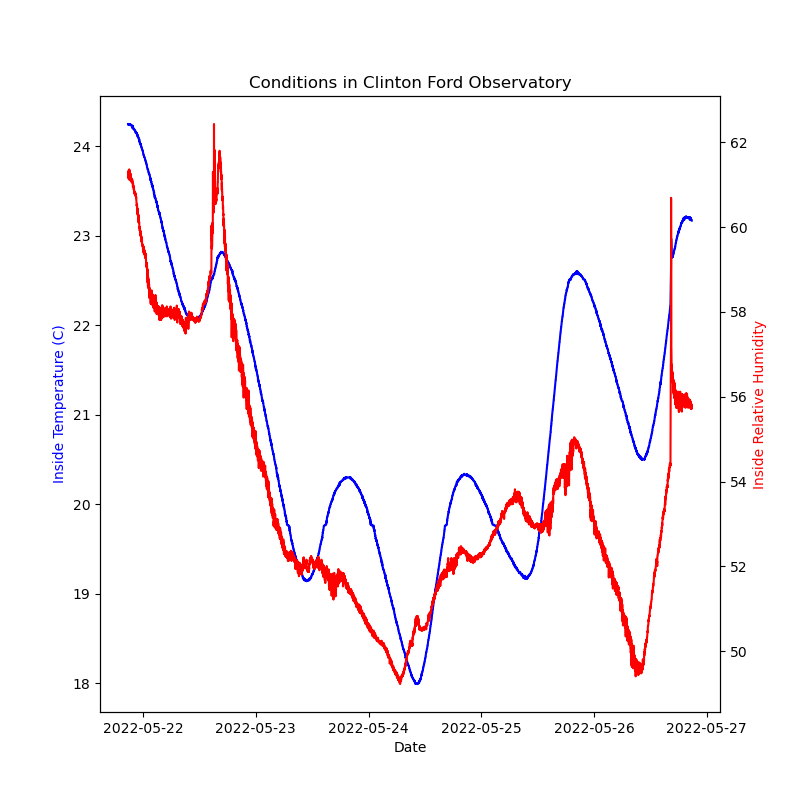 Conditions in Clinton Ford Observatory
24
23
22
21
20
19
18
Inside Temperature (C)
62
60
58
56
54
52
50
Inside Relative Humidity
2022-05-22 2022-05-23 2022-05-24 2022-05-25 2022-05-26 2022-05-27
Date